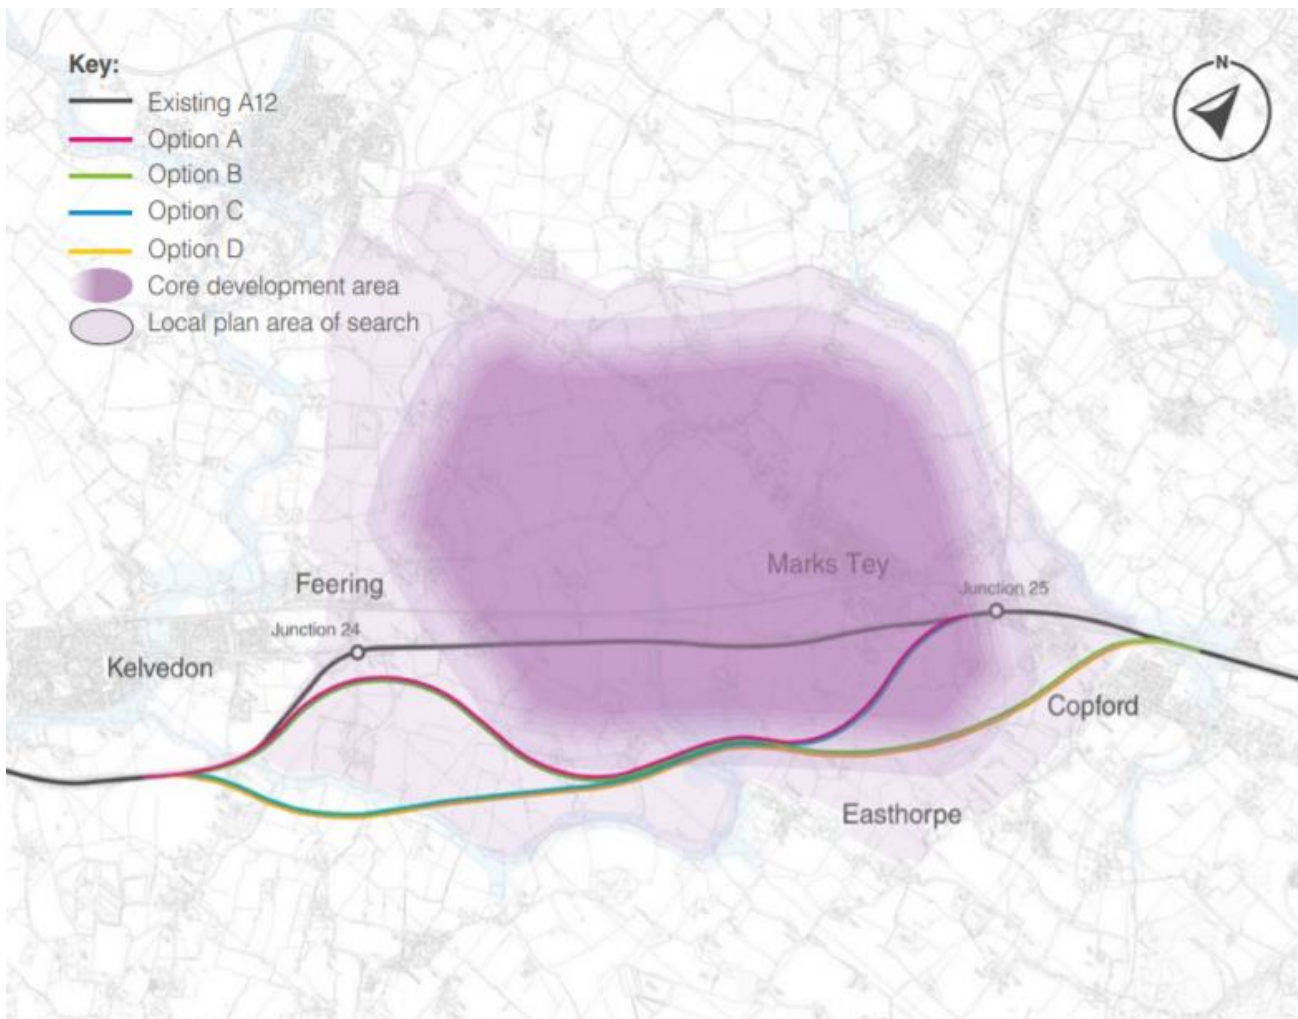 Key:
Existing A12
Option A
Option B
Option C
Option D
Core development area
Local plan area of search
N
Marks Tey
Feering
Junction 25
Junction 24
Kelvedon
Copford
Easthorpe